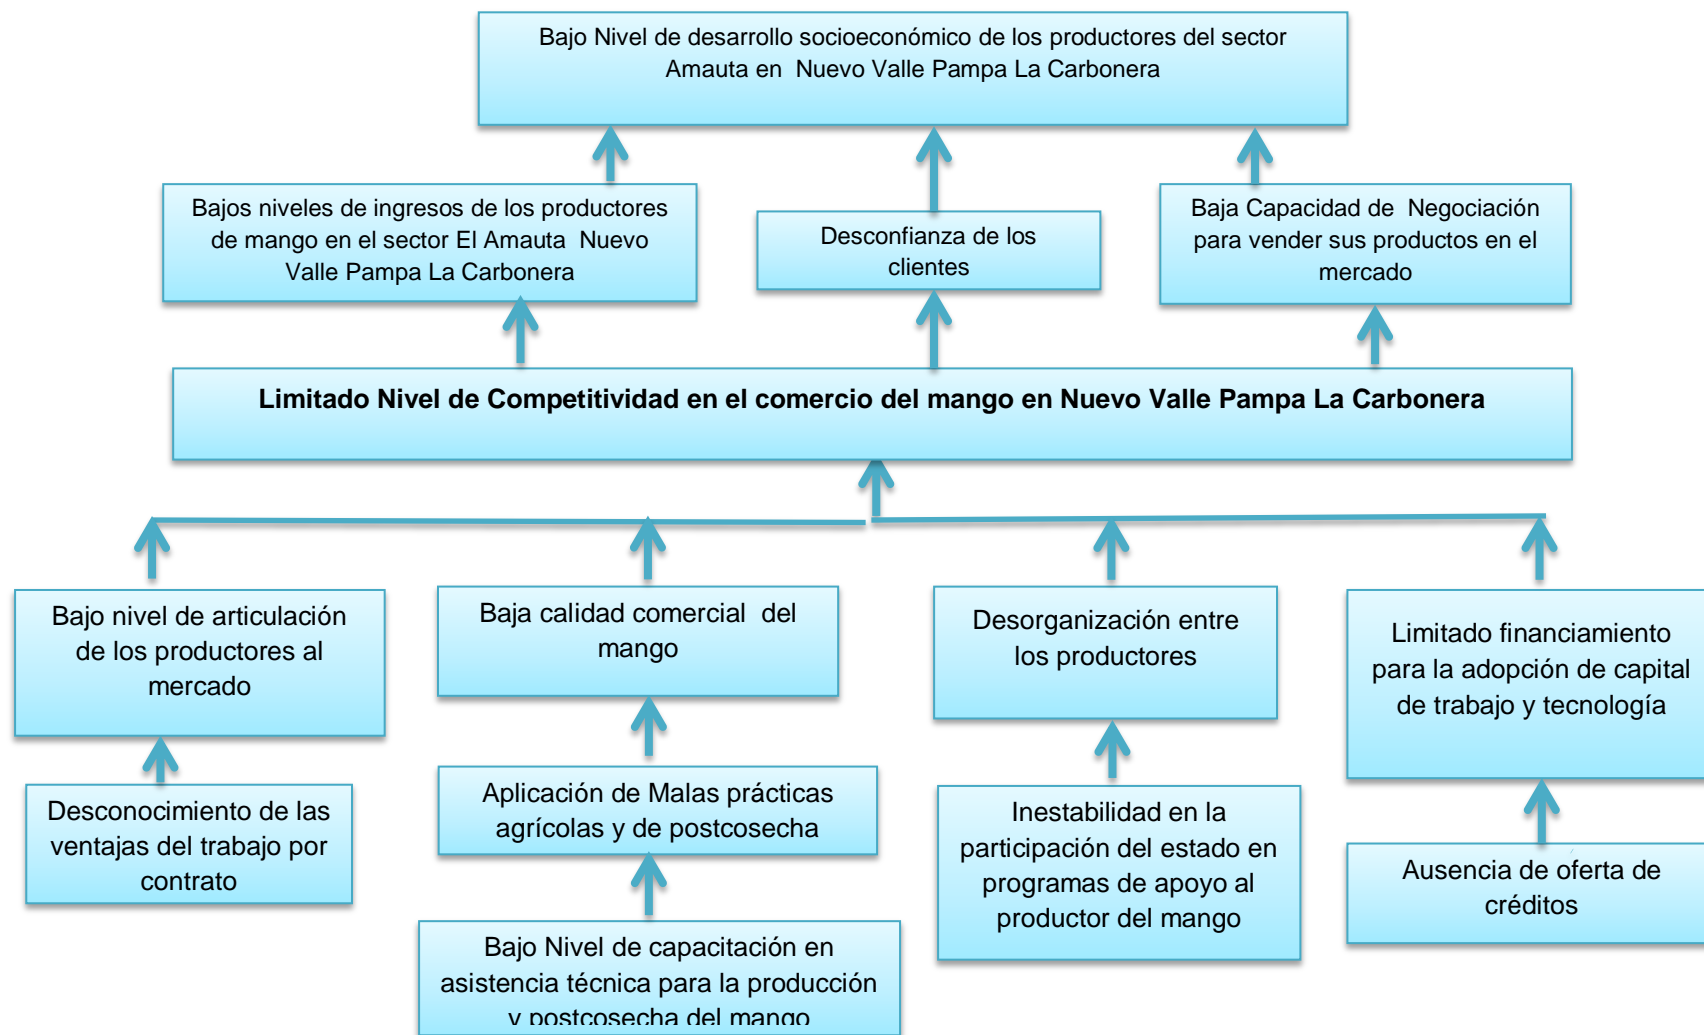 Bajo Nivel de desarrollo socioeconómico de los productores del sector
Amauta en  Nuevo Valle Pampa La Carbonera
Bajos niveles de ingresos de los productores
de mango en el sector El Amauta  Nuevo
Valle Pampa La Carbonera
Desconfianza de los
clientes
Baja Capacidad de  Negociación
para vender sus productos en el
mercado
Limitado Nivel de Competitividad en el comercio del mango en Nuevo Valle Pampa La Carbonera
Bajo nivel de articulación
de los productores al
mercado
Baja calidad comercial  del
mango
Desorganización entre
los productores
Limitado financiamiento
para la adopción de capital
de trabajo y tecnología
Desconocimiento de las
ventajas del trabajo por
contrato
Aplicación de Malas prácticas
agrícolas y de postcosecha
Inestabilidad en la
participación del estado en
programas de apoyo al
productor del mango
Ausencia de oferta de
créditos
Bajo Nivel de capacitación en
asistencia técnica para la producción
y postcosecha del mango